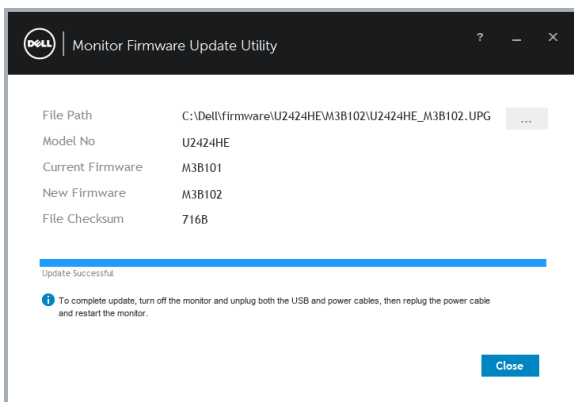 DELL Monitor Firmware Update Utility ? _ ×
File Path C:\Dell\firmware\U2424HE\M3B102\U2424HE_M3B102.UPG ...
Model No U2424HE
Current Firmware M3B101
New Firmware M3B102
File Checksum 716B
Update Successful
To complete update, turn off the monitor and unplug both the USB and power cables, then replug the power cable
and restart the monitor.
Close